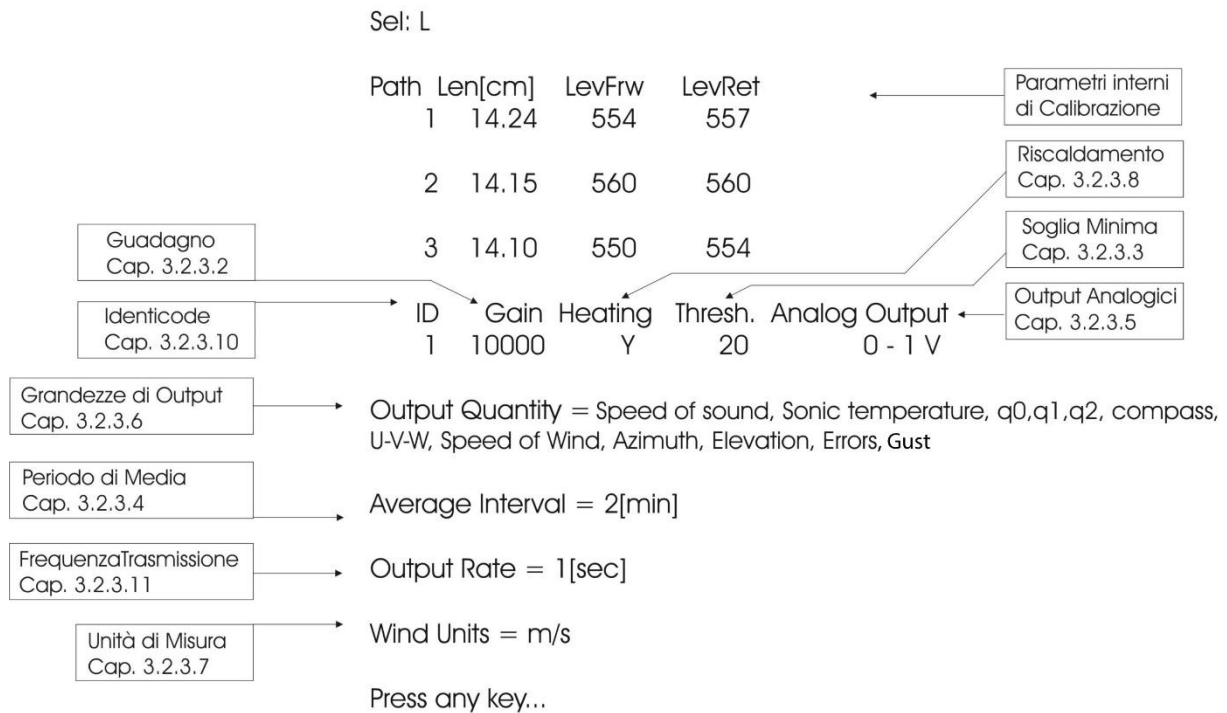 Sel: L
Path Len[cm] LevFrw LevRet
1 14.24 554 557
Parametri interni
di Calibrazione
Riscaldamento
Cap. 3.2.3.8
2 14.15 560 560
Soglia Minima
Cap. 3.2.3.3
Guadagno
Cap. 3.2.3.2
3 14.10 550 554
Output Analogici
Cap. 3.2.3.5
Identicode
Cap. 3.2.3.10
ID Gain Heating Thresh. Analog Output
1 10000 Y 20 0 - 1 V
Grandezze di Output
Cap. 3.2.3.6
Output Quantity = Speed of sound, Sonic temperature, q0,q1,q2, compass,
U-V-W, Speed of Wind, Azimuth, Elevation, Errors, Gust
Periodo di Media
Cap. 3.2.3.4
Average Interval = 2[min]
FrequenzaTrasmissione
Cap. 3.2.3.11
Output Rate = 1[sec]
Unità di Misura
Cap. 3.2.3.7
Wind Units = m/s
Press any key...